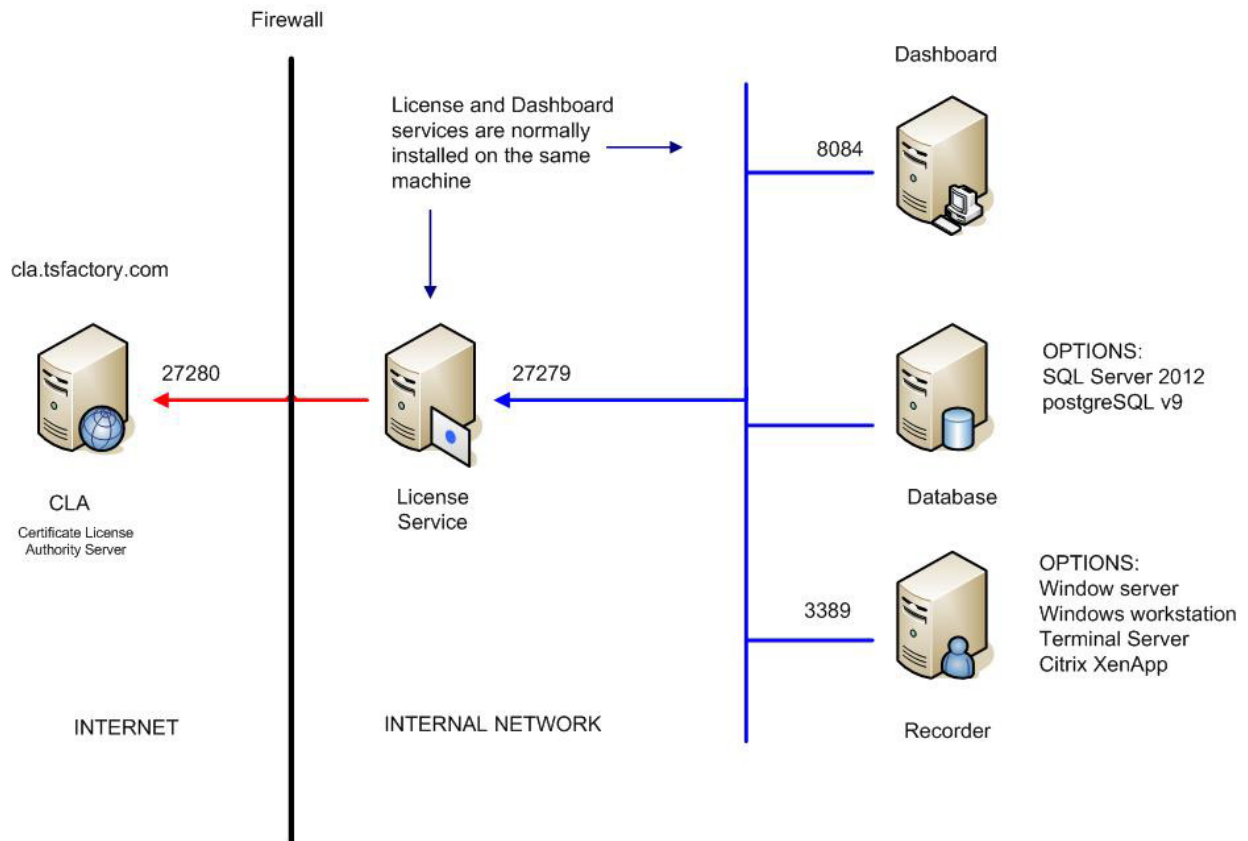 Firewall
Dashboard
License and Dashboard
services are normally
installed on the same
machine
8084
cla.tsfactory.com
27280
27279
OPTIONS:
SQL Server 2012
postgreSQL v9
CLA
Certificate License
Authority Server
License
Service
Database
OPTIONS:
Window server
Windows workstation
Terminal Server
Citrix XenApp
3389
INTERNET
INTERNAL NETWORK
Recorder